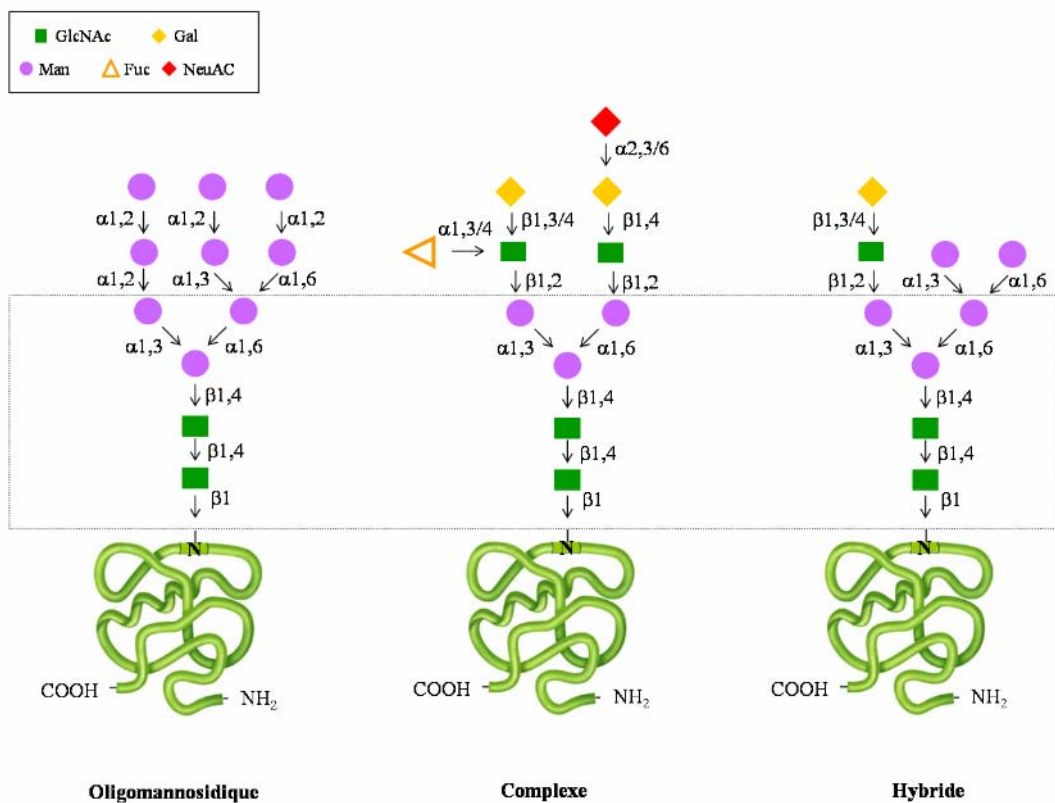 GlcNAc Gal
Man Fuc NeuAC
α2,3/6
α1,2 α1,2 α1,2 α1,3/4 β1,3/4 β1,4 β1,3/4
α1,2 α1,3 α1,6 β1,2 β1,2 β1,2 α1,3 α1,6
α1,3 α1,6 α1,3 α1,6 α1,3 α1,6
β1,4 β1,4 β1,4
β1,4 β1,4 β1,4
β1 β1 β1
N N N
COOH NH2 COOH NH2 COOH NH2
Oligomannosidique Complexe Hybride